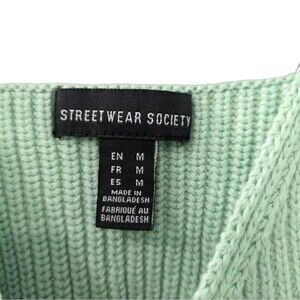 STREETWEAR SOCIETY
EN M
FR M
ES M
MADE IN
BANGLADESH
FABRIQUÉ AU
BANGLADESH